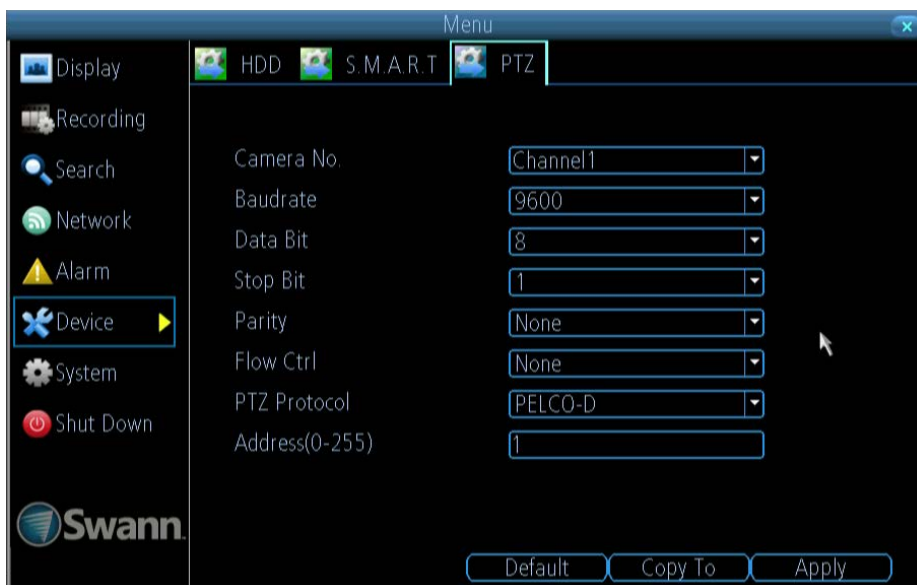 Menu
Display
Recording
Search
Network
Alarm
Device
System
Shut Down
Swann
HDD S.M.A.R.T PTZ
Camera No. Channel1
Baudrate 9600
Data Bit 8
Stop Bit 1
Parity None
Flow Ctrl None
PTZ Protocol PELCO-D
Address(0-255) 1
Default Copy To Apply